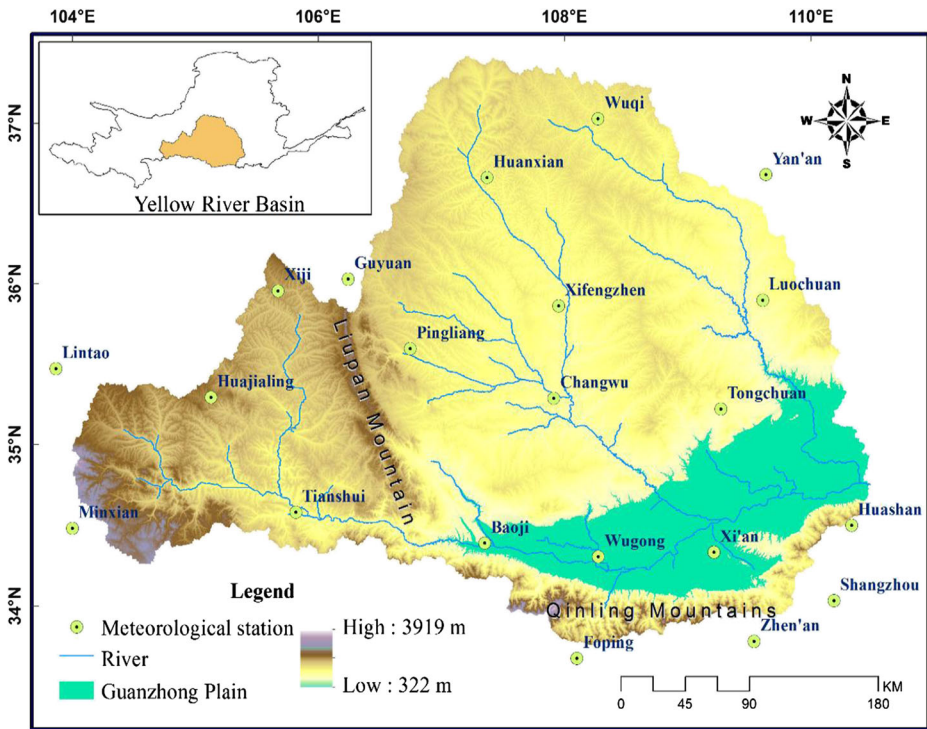 104°E
106°E
108°E
110°E
37°N
36°N
35°N
34°N
Yellow River Basin
N
W
E
S
Wuqi
Huanxian
Yan'an
Guyuan
Xiji
Xifengzhen
Luochuan
Pingliang
Lintao
Huajialing
Liupan Mountain
Changwu
Tongchuan
Minxian
Tianshui
Baoji
Wugong
Xi'an
Huashan
Shangzhou
Qinling Mountains
Zhen'an
Foping
Legend
Meteorological station
River
Guanzhong Plain
High : 3919 m
Low : 322 m
KM
0 45 90 180